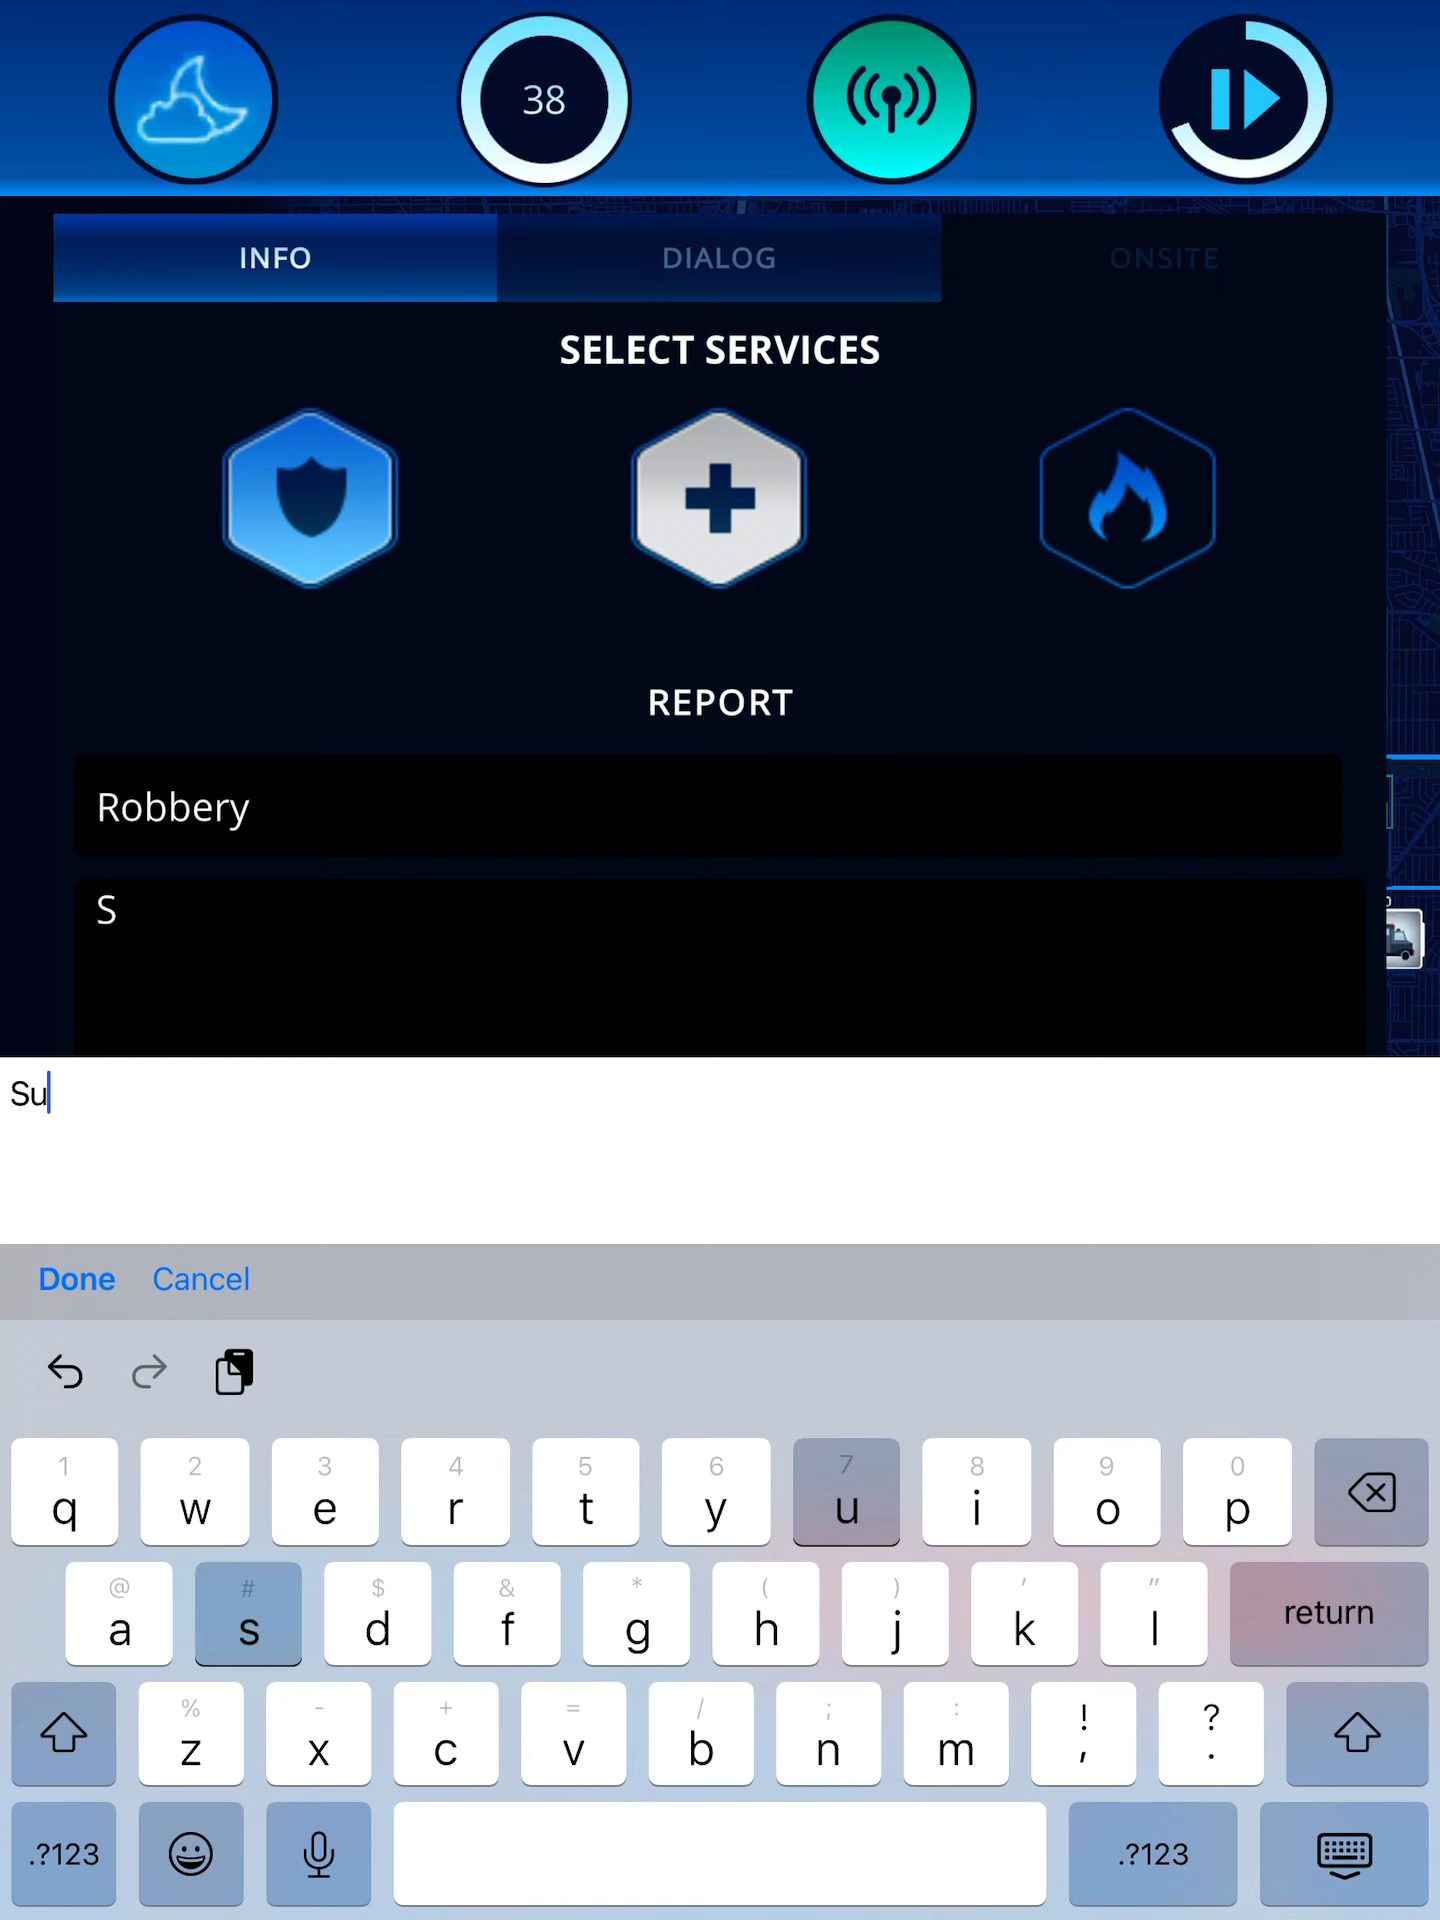 38
INFO DIALOG ONSITE
SELECT SERVICES
REPORT
Robbery
S
Su
Done Cancel
1 2 3 4 5 6 7 8 9 0
q w e r t y u i o p
@ # $ & * ( ) ' "
a s d f g h j k l return
% - + = / ; : ! ?
z x c v b n m , .
.?123 .?123